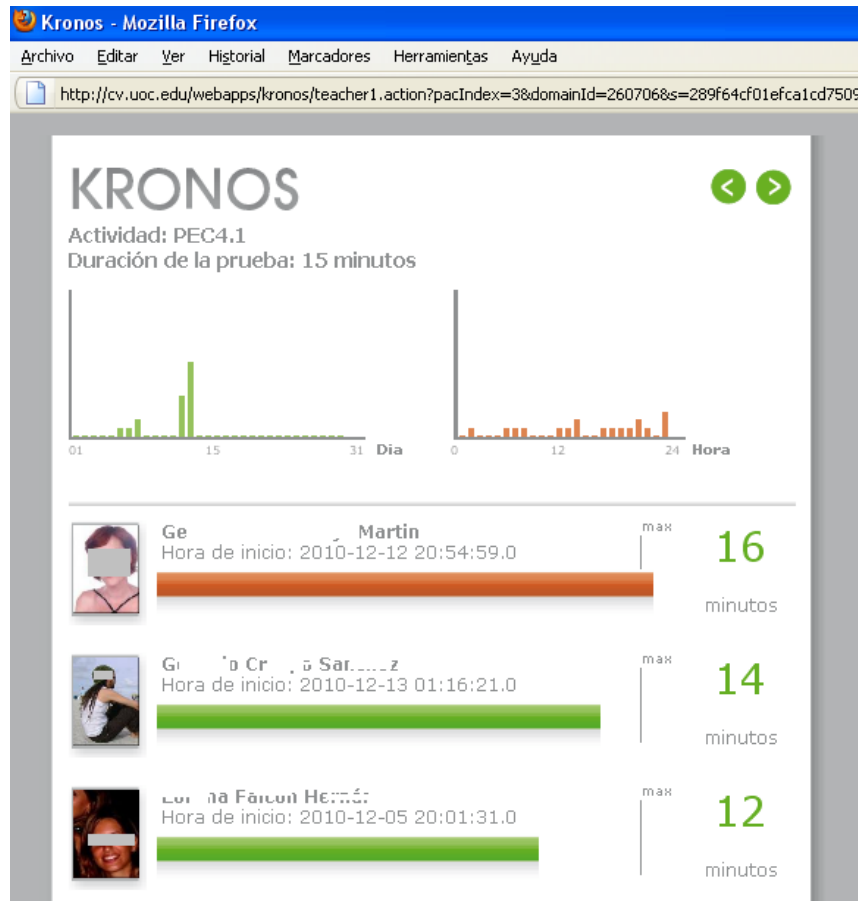 Kronos - Mozilla Firefox
Archivo Editar Ver Historial Marcadores Herramientas Ayuda
http://cv.uoc.edu/webapps/kronos/teacher1.action?pacIndex=3&domainId=260706&s=289f64cf01efca1cd7509
KRONOS
Actividad: PEC4.1
Duración de la prueba: 15 minutos
01 15 31 Dia
0 12 24 Hora
Martin
Hora de inicio: 2010-12-12 20:54:59.0
max
16
minutos
Hora de inicio: 2010-12-13 01:16:21.0
max
14
minutos
Hora de inicio: 2010-12-05 20:01:31.0
max
12
minutos